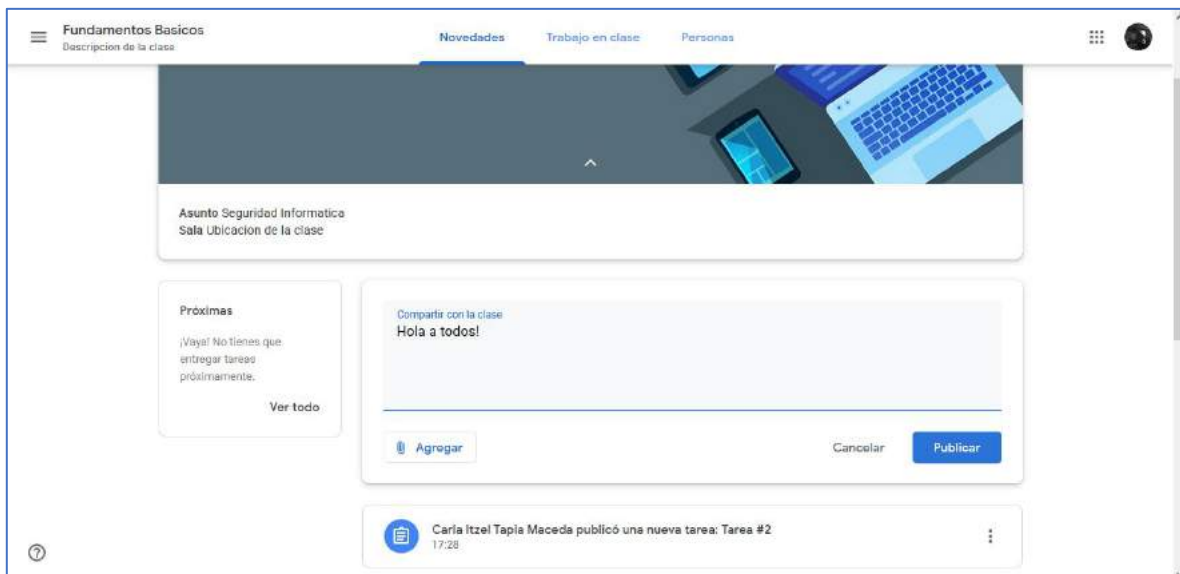 Fundamentos Basicos
Descripcion de la clase
Novedades
Trabajo en clase
Personas
Asunto Seguridad Informatica
Sala Ubicacion de la clase
Próximas
¡Vaya! No tienes que
entregar tareas
próximamente.
Ver todo
Compartir con la clase
Hola a todos!
Agregar
Cancelar
Publicar
Carla Itzel Tapia Maceda publicó una nueva tarea: Tarea #2
17:28